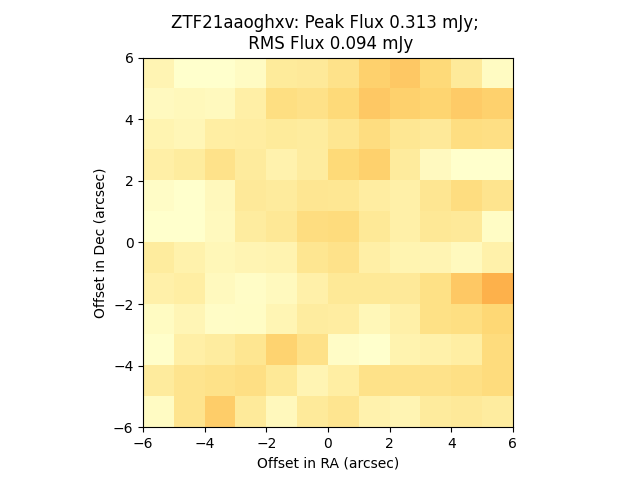 ZTF21aaoghxv: Peak Flux 0.313 mJy;
RMS Flux 0.094 mJy
6
4
2
0
−2
−4
−6
Offset in Dec (arcsec)
−6 −4 −2 0 2 4 6
Offset in RA (arcsec)